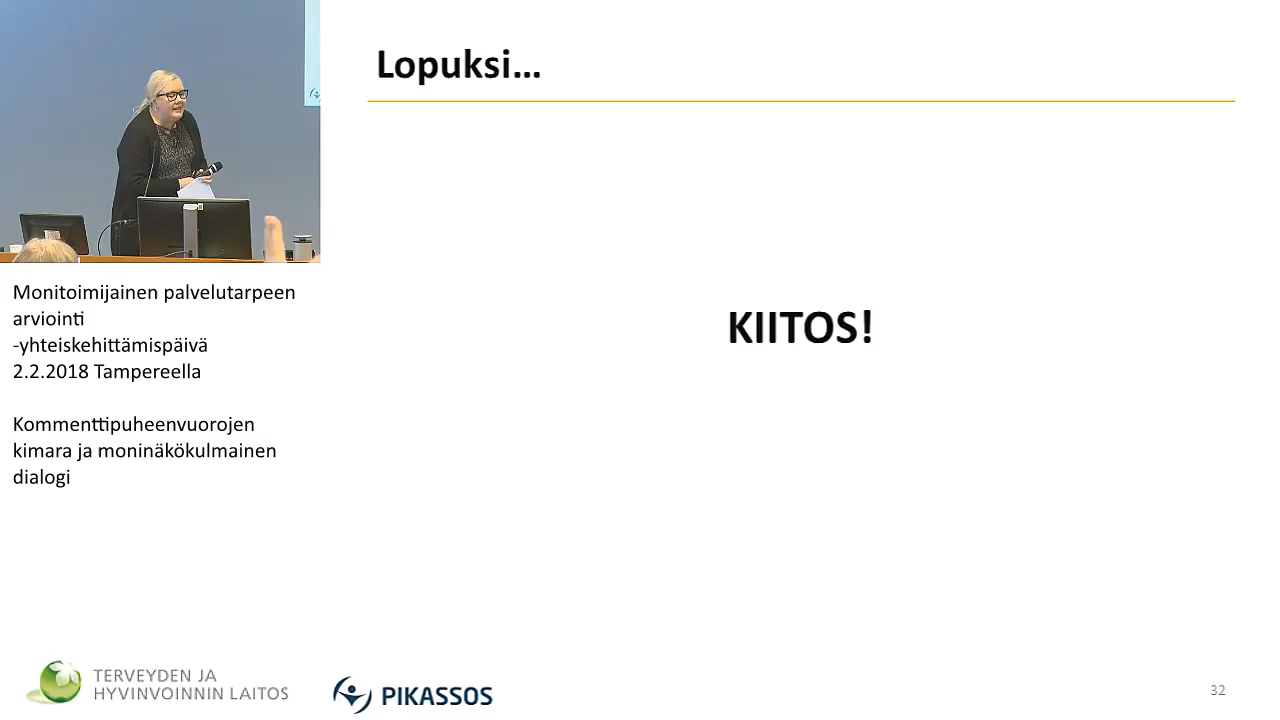 Lopuksi...
KIITOS!
Monitoimijainen palvelutarpeen
arviointi
-yhteiskehittämispäivä
2.2.2018 Tampereella
Kommenttipuheenvuorojen
kimara ja moninäkökulmainen
dialogi
TERVEYDEN JA
HYVINVOINNIN LAITOS
PIKASSOS
32